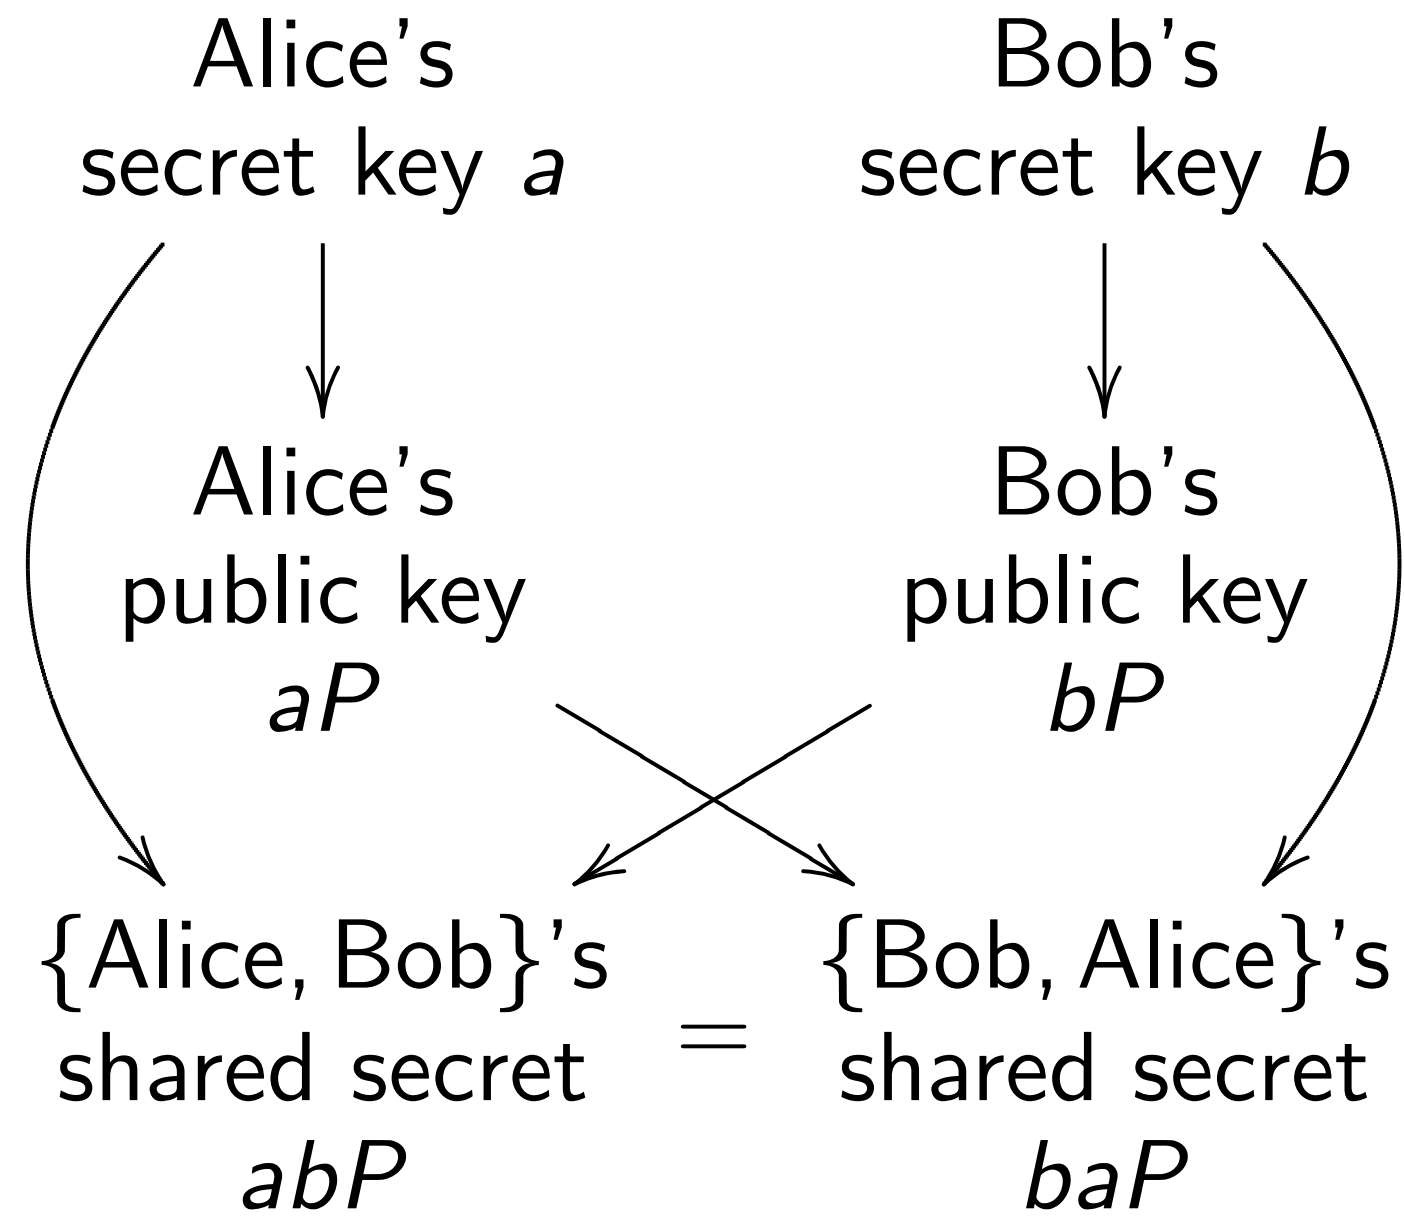 Alice’s
secret key a
Bob’s
secret key b
Alice’s
public key
aP
Bob’s
public key
bP
{Alice, Bob}’s
shared secret
abP
=
{Bob, Alice}’s
shared secret
baP